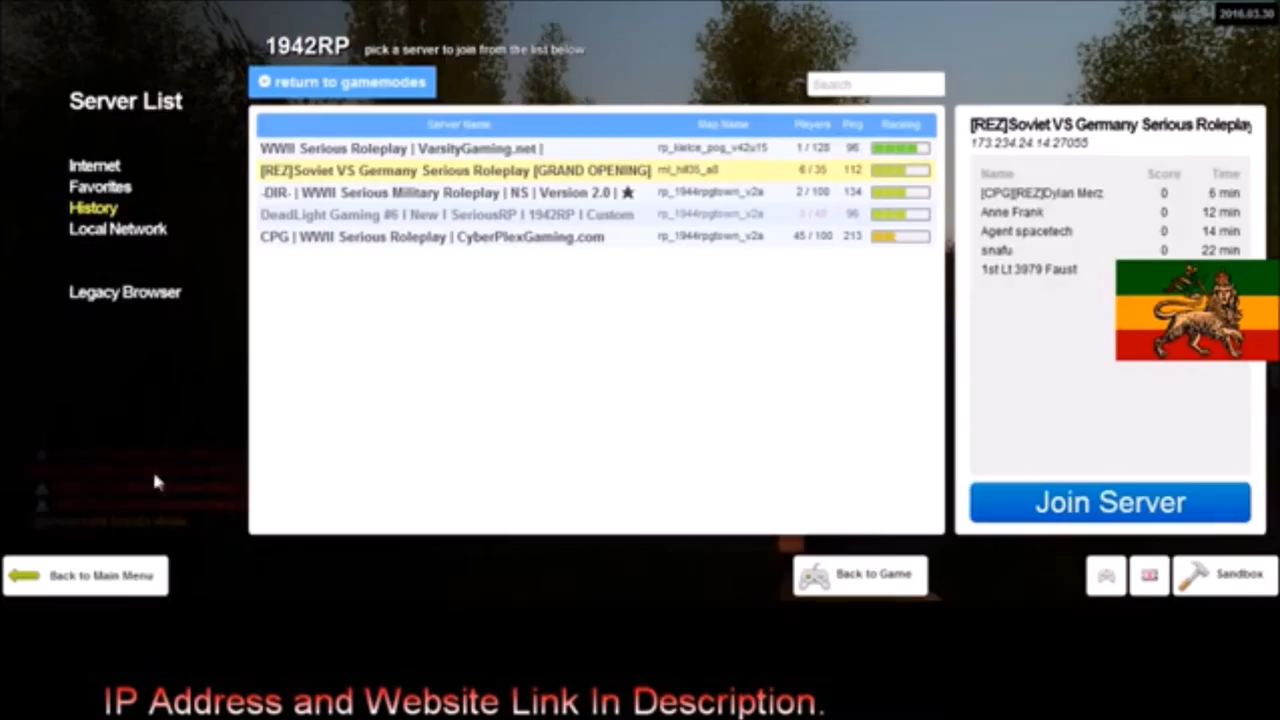 2016.03.30
1942RP pick a server to join from the list below
return to gamemodes
Search
Server List
Internet
Favorites
History
Local Network
Legacy Browser
Server Name Map Name Players Ping Ranking
WWII Serious Roleplay | VarsityGaming.net | 1 / 128 96
[REZ]Soviet VS Germany Serious Roleplay [GRAND OPENING] 6 / 35 112
-DIR- | WWII Serious Military Roleplay | NS | Version 2.0 | ★ rp_1944rpgtown_v2a 2 / 100 134
DeadLight Gaming #6 | New | SeriousRP | 1942RP | Custom rp_1944rpgtown_v2a 96
CPG | WWII Serious Roleplay | CyberPlexGaming.com rp_1944rpgtown_v2a 45 / 100 213
[REZ]Soviet VS Germany Serious Roleplay
173.234.24.14:27055
Name Score Time
[CPG][REZ]Dylan Merz 0 6 min
Anne Frank 0 12 min
Agent spacetech 0 11 min
snafu 0 22 min
1st Lt 3979 Faust
Join Server
Back to Main Menu
Back to Game
Sandbox
IP Address and Website Link In Description.